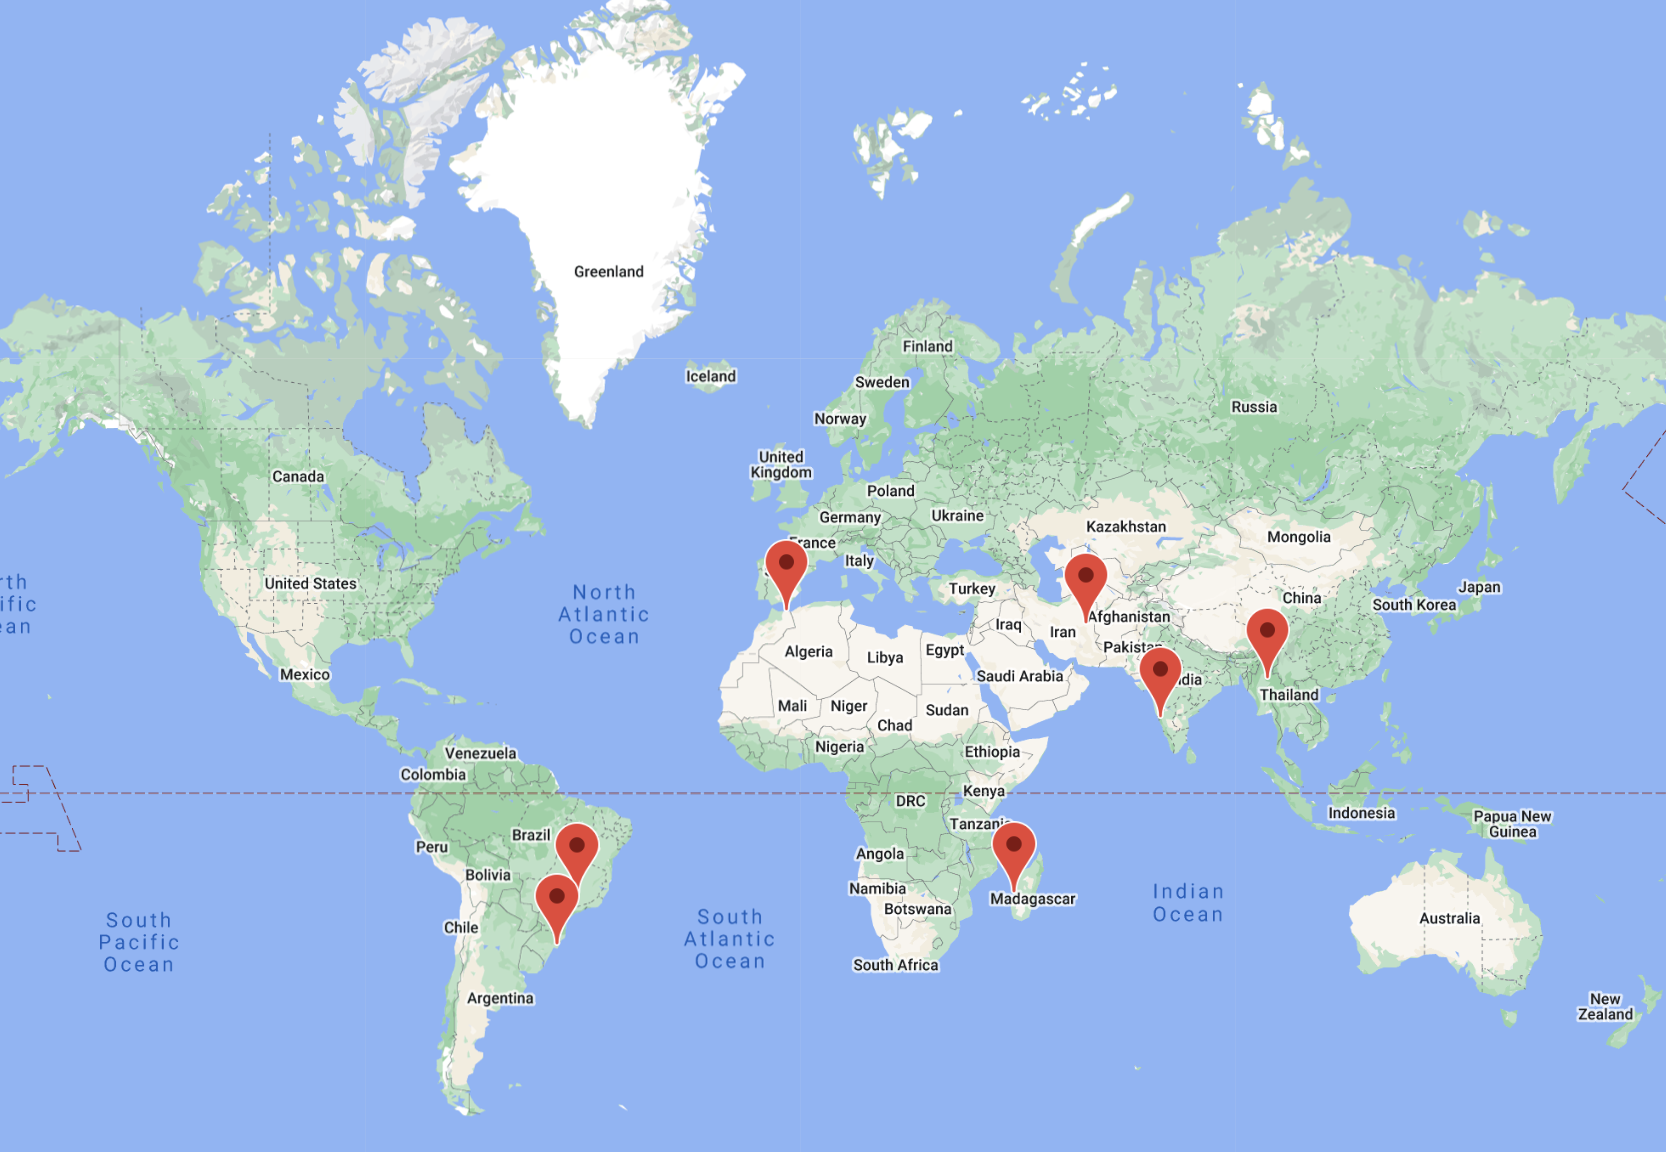 Greenland
Iceland
Finland
Sweden
Norway
Russia
United
Kingdom
Canada
Poland
Germany
Ukraine
Kazakhstan
Mongolia
France
Italy
United States
North
Atlantic
Ocean
rth
ific
ean
Turkey
China
Japan
South Korea
Iraq
Iran
Afghanistan
Pakistan
Algeria
Libya
Egypt
Saudi Arabia
dia
Thailand
Mexico
Mali
Niger
Chad
Sudan
Nigeria
Ethiopia
Venezuela
Colombia
DRC
Kenya
Tanzania
Indonesia
Papua New
Guinea
Brazil
Peru
Bolivia
Angola
Namibia
Botswana
Madagascar
Indian
Ocean
South
Pacific
Ocean
South
Atlantic
Ocean
Chile
Australia
South Africa
Argentina
New
Zealand